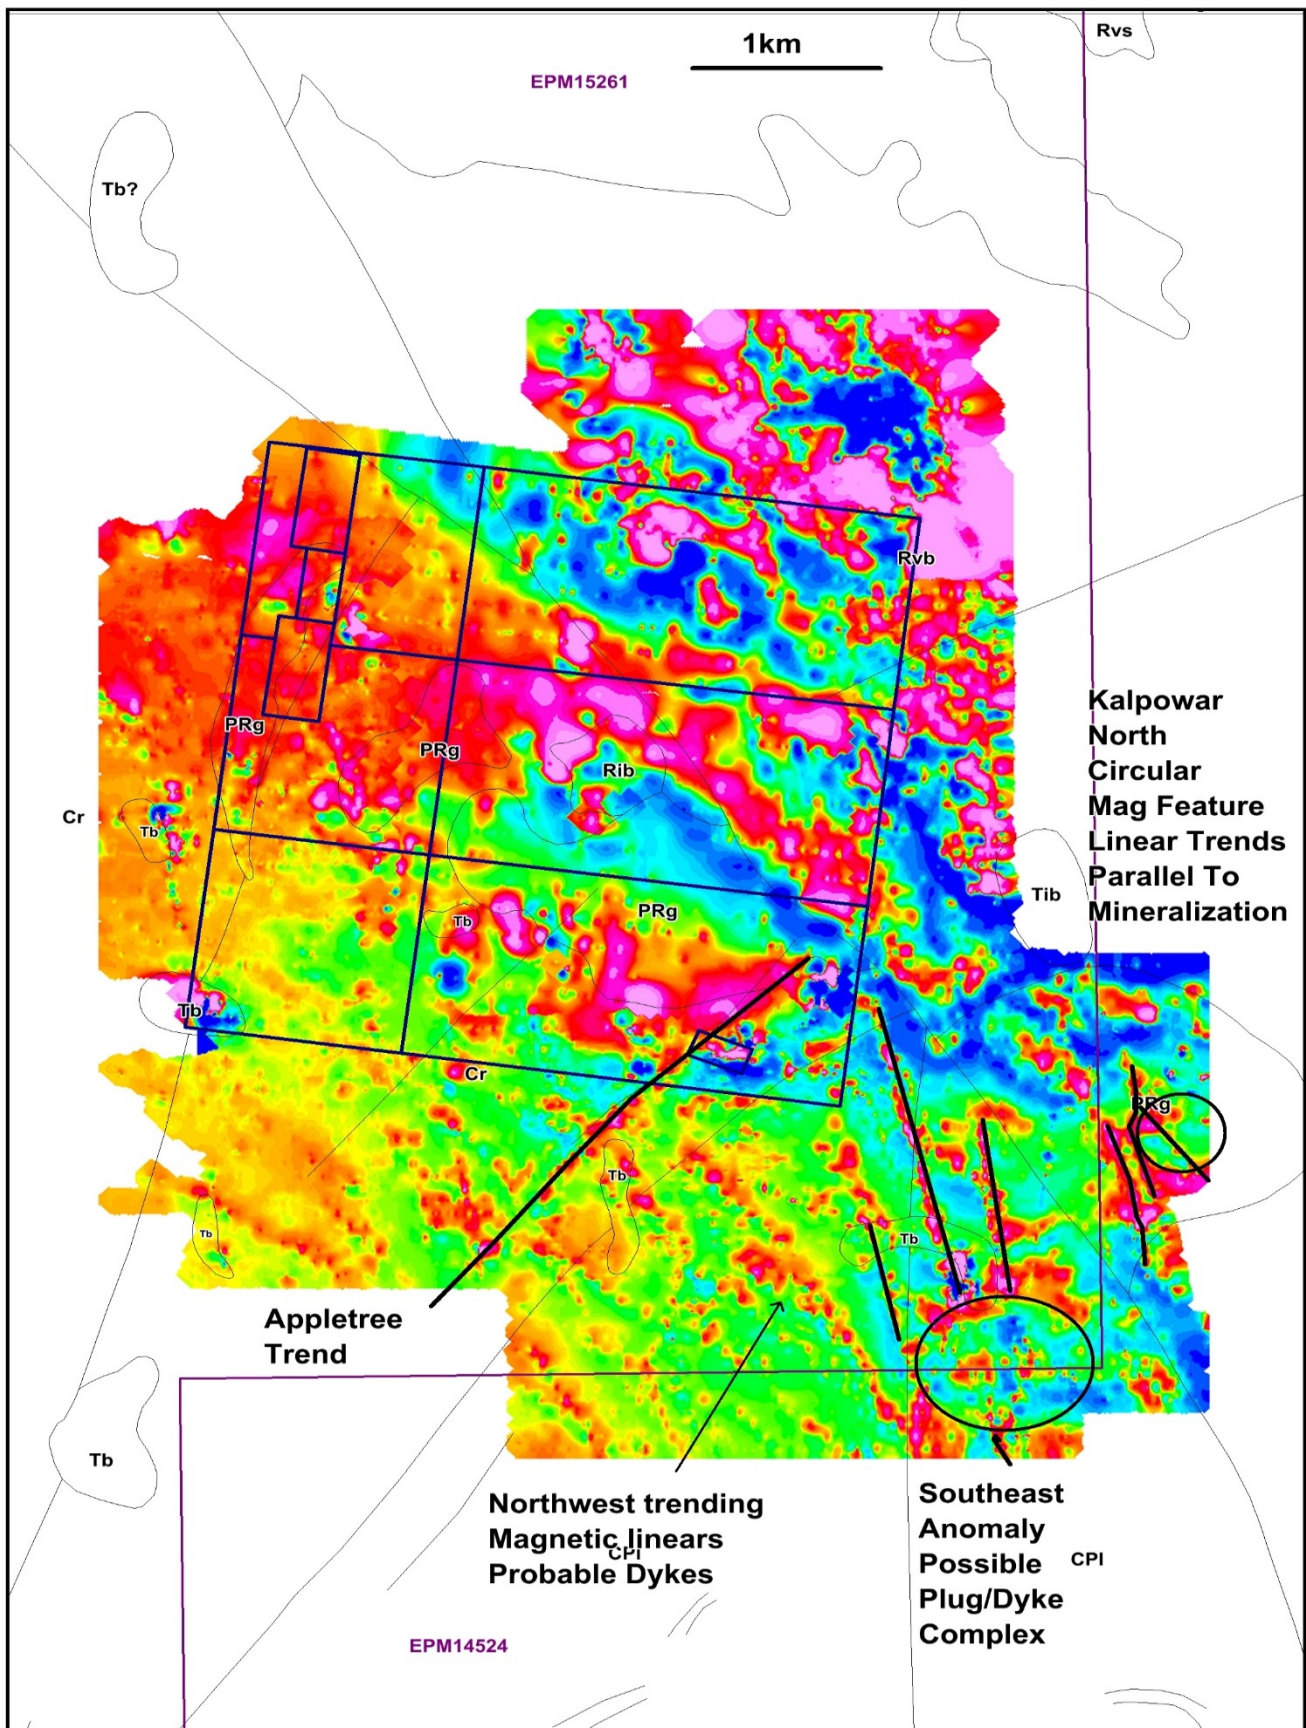 Rvs
1km
EPM15261
Tb?
Rvb
Kalpowar
North
Circular
Mag Feature
Linear Trends
Parallel To
Mineralization
PRg
PRg
Rib
Cr
Tb
Tib
PRg
Tb
Tb
Cr
PRg
Tb
Tb
Tb
Appletree
Trend
Tb
Northwest trending
Magnetic linears
CPI
Probable Dykes
Southeast
Anomaly
Possible
CPI
Plug/Dyke
Complex
EPM14524